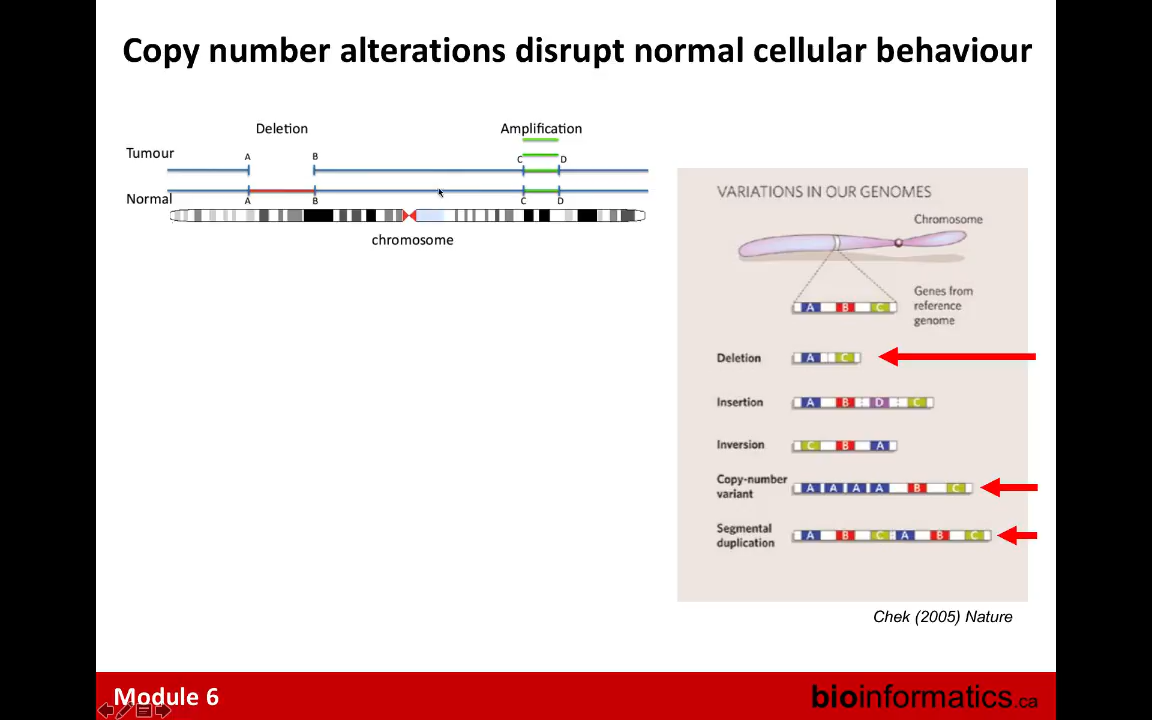 Copy number alterations disrupt normal cellular behaviour
Deletion
Amplification
Tumour
A
B
C
D
Normal
A
B
C
D
chromosome
VARIATIONS IN OUR GENOMES
Chromosome
A B C
Genes from
reference
genome
Deletion
A C
Insertion
A B D C
Inversion
C B A
Copy-number
variant
A A A A B C
Segmental
duplication
A B C A B C
Chek (2005) Nature
Module 6
bioinformatics.ca